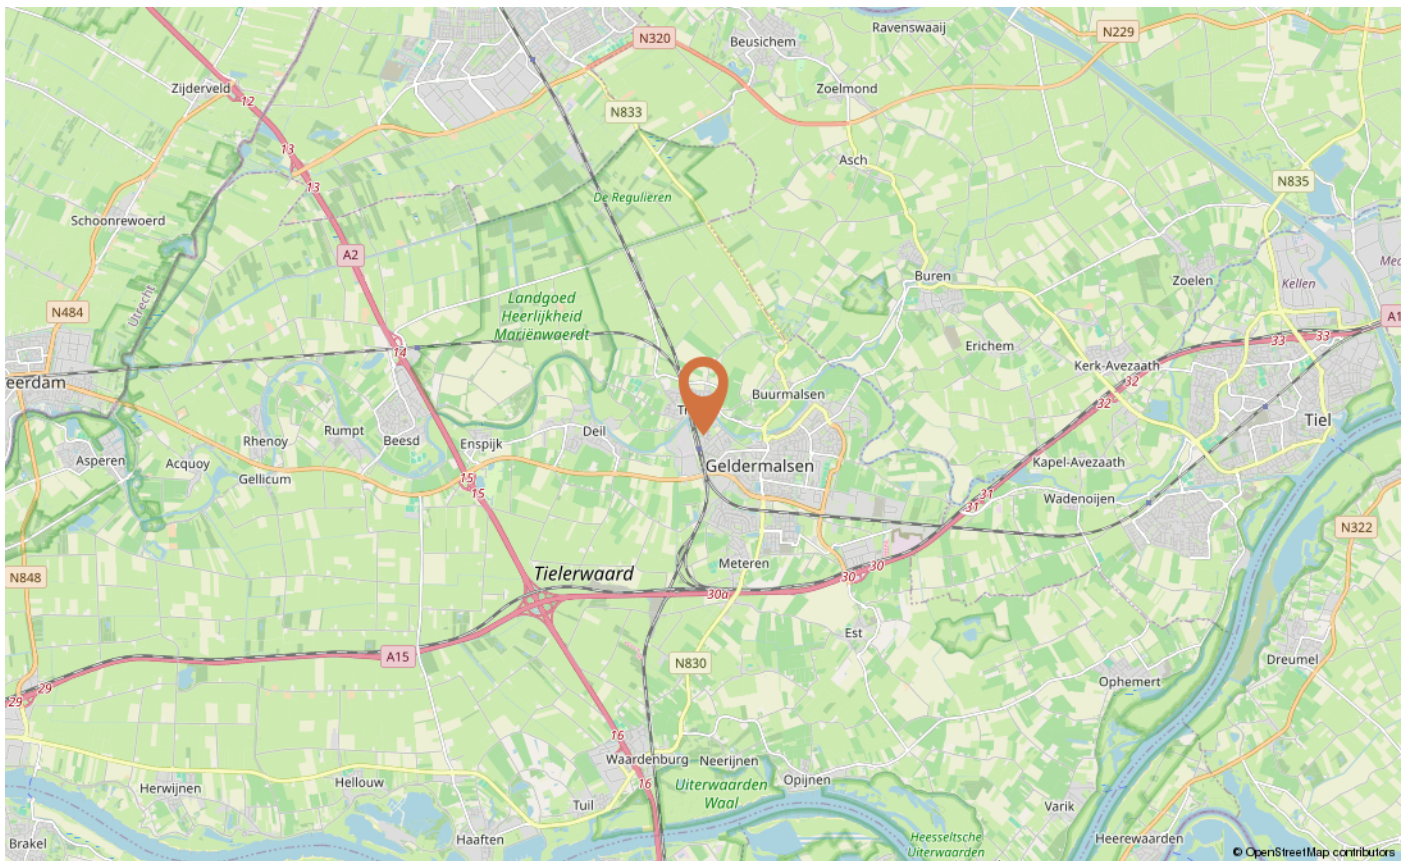 Ravenswaaij
N320
Beusichem
N229
Zijderveld
12
Zoelmond
N833
13
Asch
13
N835
De Regulieren
Schoonrewoerd
A2
Buren
Zoelen
Kellen
Landgoed
Heerlijkheid
Mariënwaerdt
Utrecht
N484
33
33
Erichem
14
Kerk-Avezaath
32
Buurmalsen
32
Tiel
Rhenoy
Rumpt
Beesd
Enspijk
Deil
Asperen
Acquoy
Gellicum
15
15
Geldermalsen
Kapel-Avezaath
31
31
Wadenoijen
N322
N848
Tielerwaard
Meteren
30
30
30a
Est
A15
N830
Dreumel
29
29
Ophemert
16
Waardenburg
Neerijnen
16
Opijnen
Uiterwaarden
Waal
Herwijnen
Hellouw
Tuil
Varik
Haaften
Brakel
Heesseltsche
Uiterwaarden
Heerewaarden
© OpenStreetMap contributors